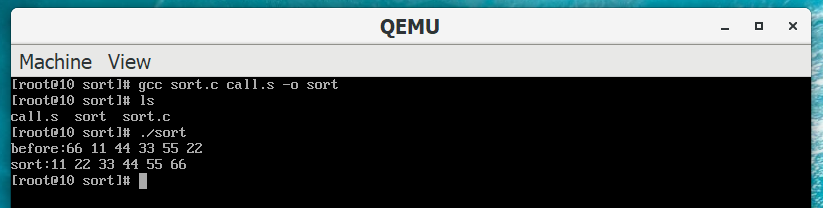 QEMU
Machine View
[root@10 sort]# gcc sort.c call.s -o sort
[root@10 sort]# ls
call.s  sort  sort.c
[root@10 sort]# ./sort
before:66 11 44 33 55 22
sort:11 22 33 44 55 66
[root@10 sort]#